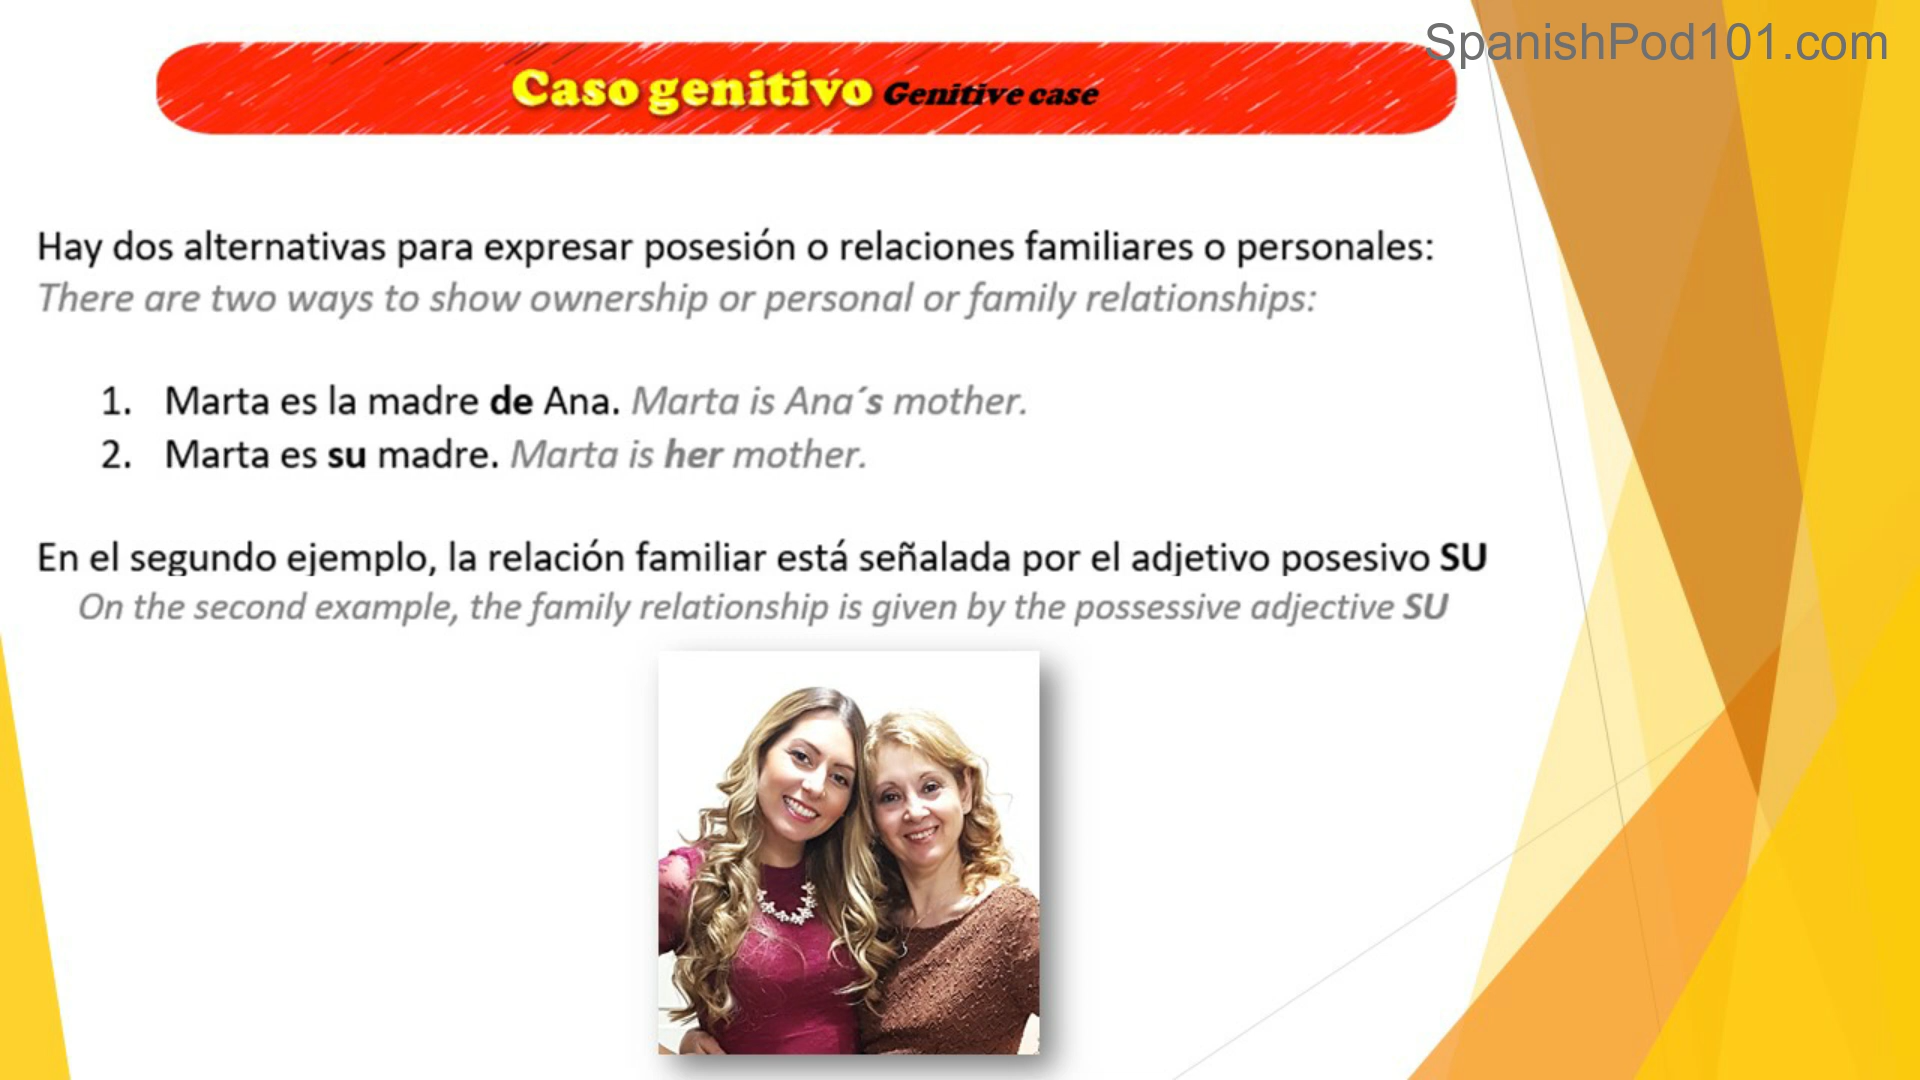 SpanishPod101.com
Caso genitivo Genitive case
Hay dos alternativas para expresar posesión o relaciones familiares o personales:
There are two ways to show ownership or personal or family relationships:
1. Marta es la madre de Ana. Marta is Ana´s mother.
2. Marta es su madre. Marta is her mother.
En el segundo ejemplo, la relación familiar está señalada por el adjetivo posesivo SU
On the second example, the family relationship is given by the possessive adjective SU